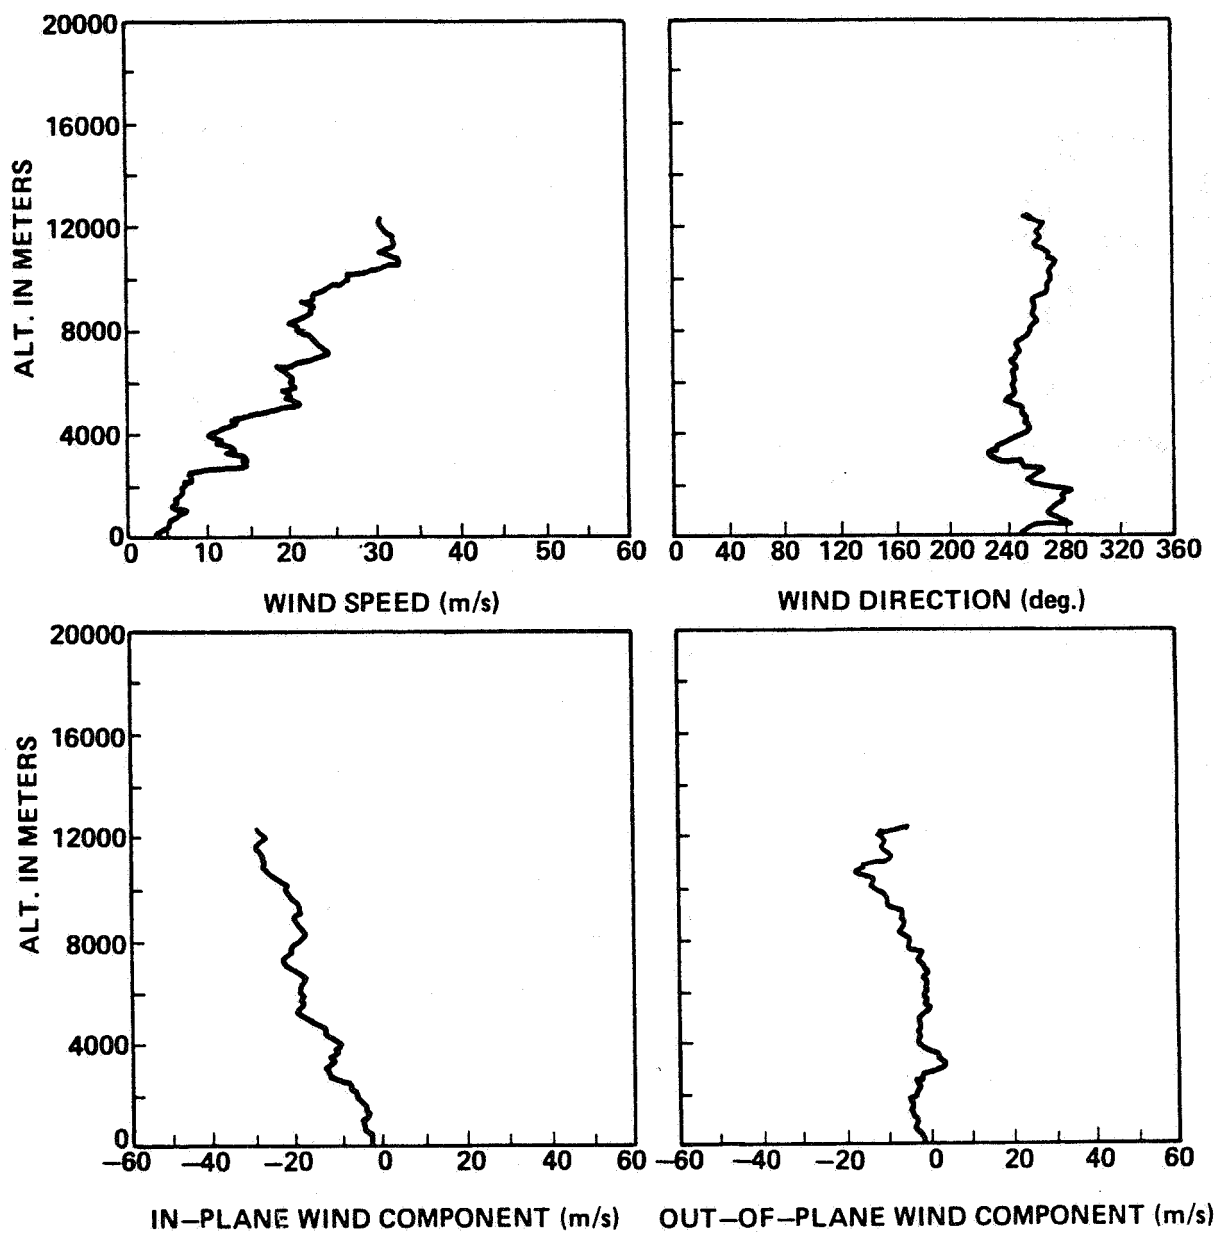 20000
16000
12000
8000
4000
0
ALT. IN METERS
0 10 20 30 40 50 60
WIND SPEED (m/s)
0 40 80 120 160 200 240 280 320 360
WIND DIRECTION (deg.)
20000
16000
12000
8000
4000
0
ALT. IN METERS
−60 −40 −20 0 20 40 60
IN−PLANE WIND COMPONENT (m/s)
−60 −40 −20 0 20 40 60
OUT−OF−PLANE WIND COMPONENT (m/s)